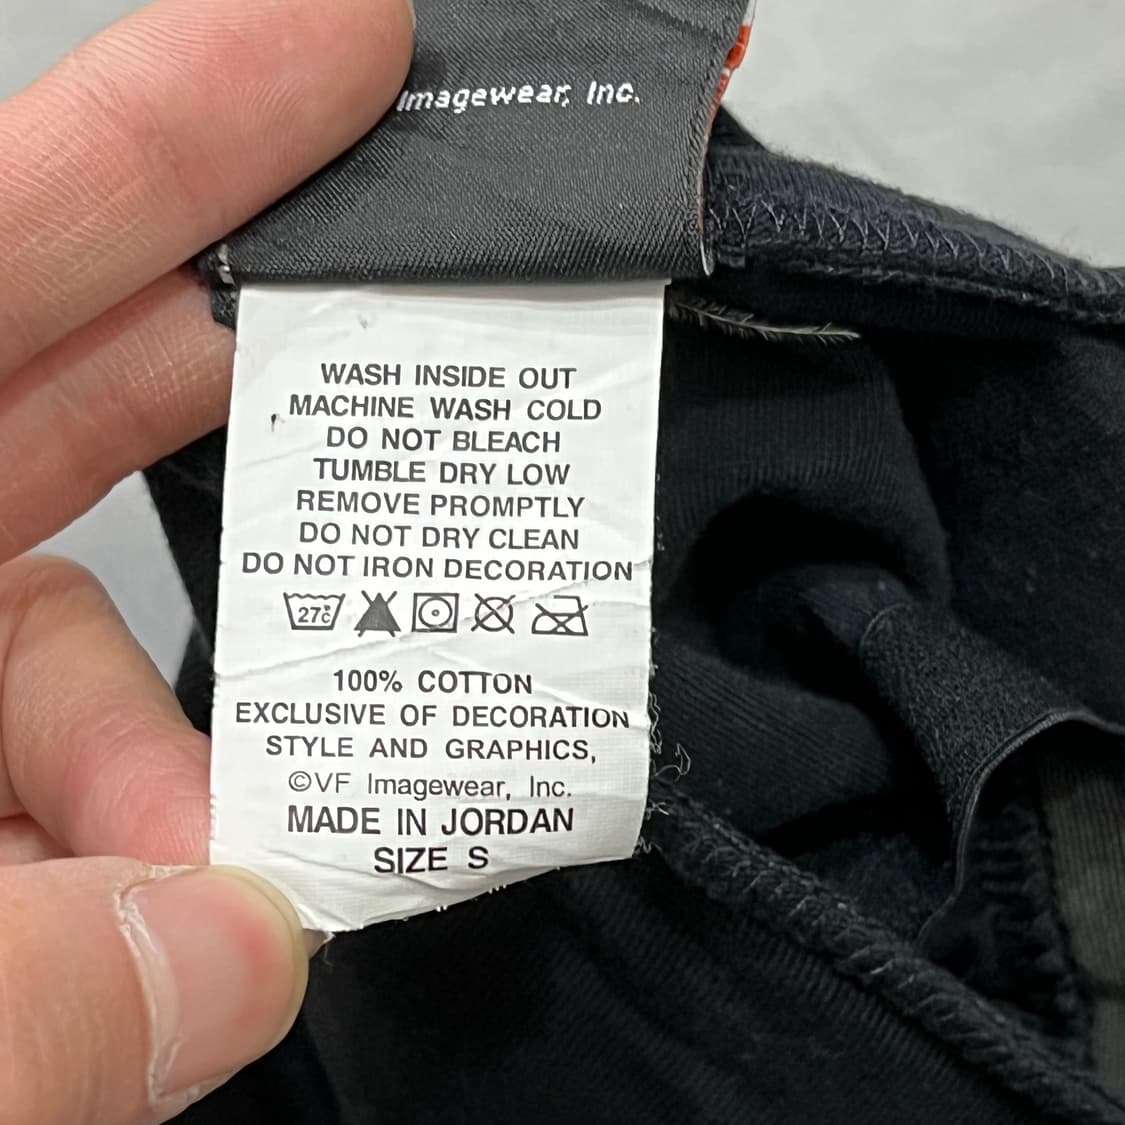 Imagewear, Inc.
WASH INSIDE OUT
MACHINE WASH COLD
DO NOT BLEACH
TUMBLE DRY LOW
REMOVE PROMPTLY
DO NOT DRY CLEAN
DO NOT IRON DECORATION
27c
100% COTTON
EXCLUSIVE OF DECORATION
STYLE AND GRAPHICS,
©VF Imagewear, Inc.
MADE IN JORDAN
SIZE S